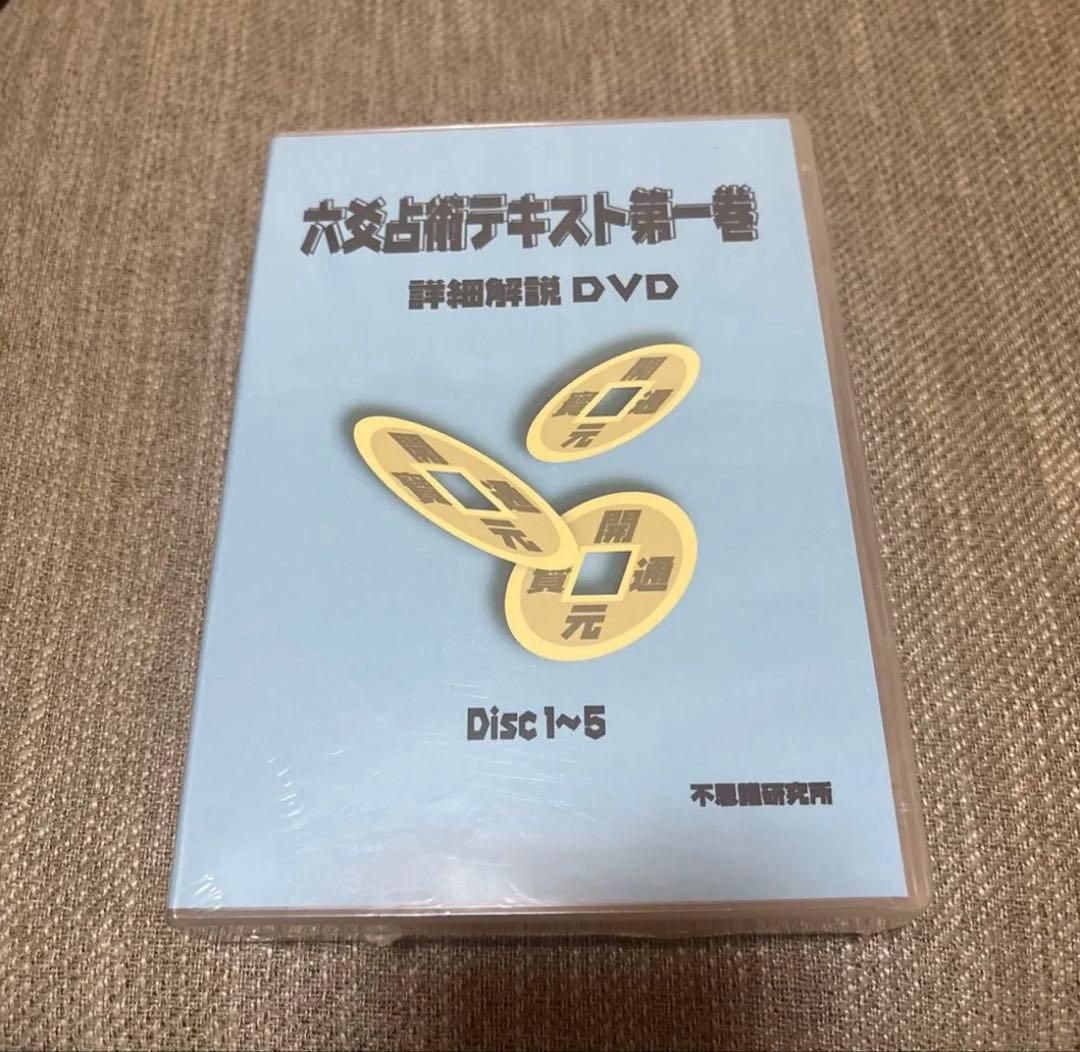 六爻占術テキスト第一巻
詳細解説 DVD
開
寳 通
元
開
寳 通
元
開
寳 通
元
Disc 1~5
不思議研究所